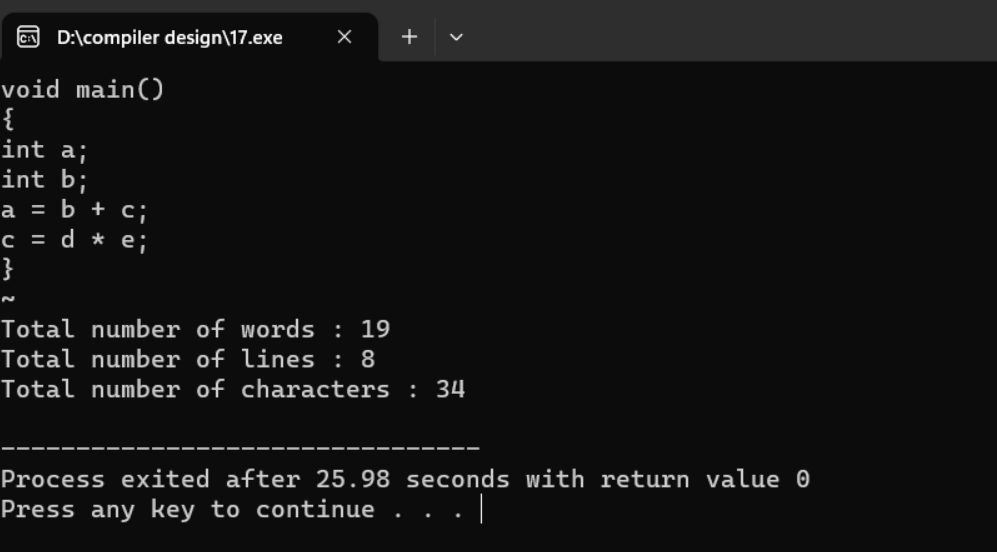 D:\compiler design\17.exe
void main()
{
int a;
int b;
a = b + c;
c = d * e;
}
~
Total number of words : 19
Total number of lines : 8
Total number of characters : 34
--------------------------------
Process exited after 25.98 seconds with return value 0
Press any key to continue . . .